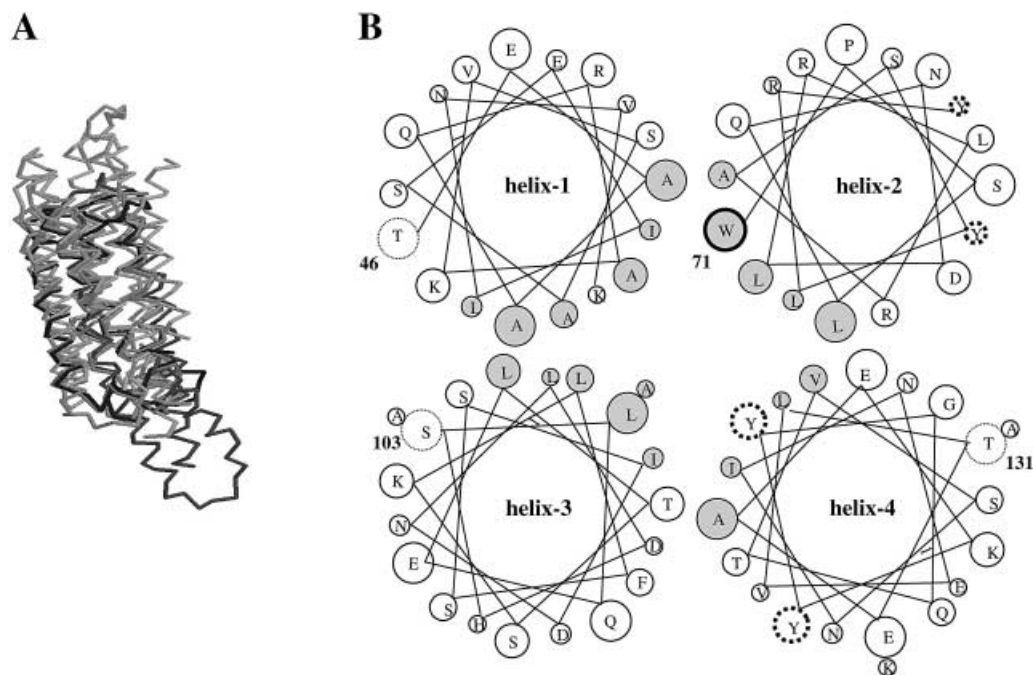 A
B
E
V
E
R
N
V
Q
S
S
A
T
46
helix-1
I
K
A
I
K
A
A
P
R
S
N
R
Y
Q
L
A
S
helix-2
W
71
Y
L
D
L
R
L
L
L
L
A
S
A
L
S
103
I
K
T
helix-3
N
D
E
F
S
H
Q
S
D
E
V
N
I
G
Y
A
T
131
I
S
A
helix-4
K
T
V
E
Q
Y
N
E
K